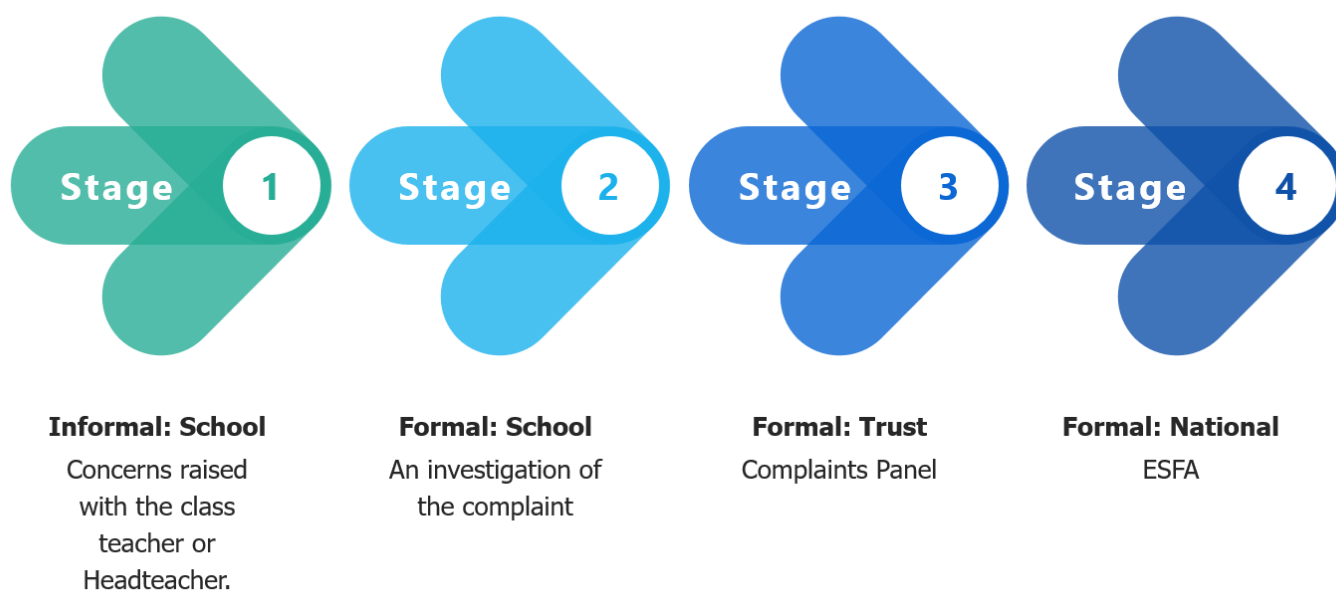 Stage 1
Stage 2
Stage 3
Stage 4
Informal: School
Concerns raised
with the class
teacher or
Headteacher.
Formal: School
An investigation of
the complaint
Formal: Trust
Complaints Panel
Formal: National
ESFA